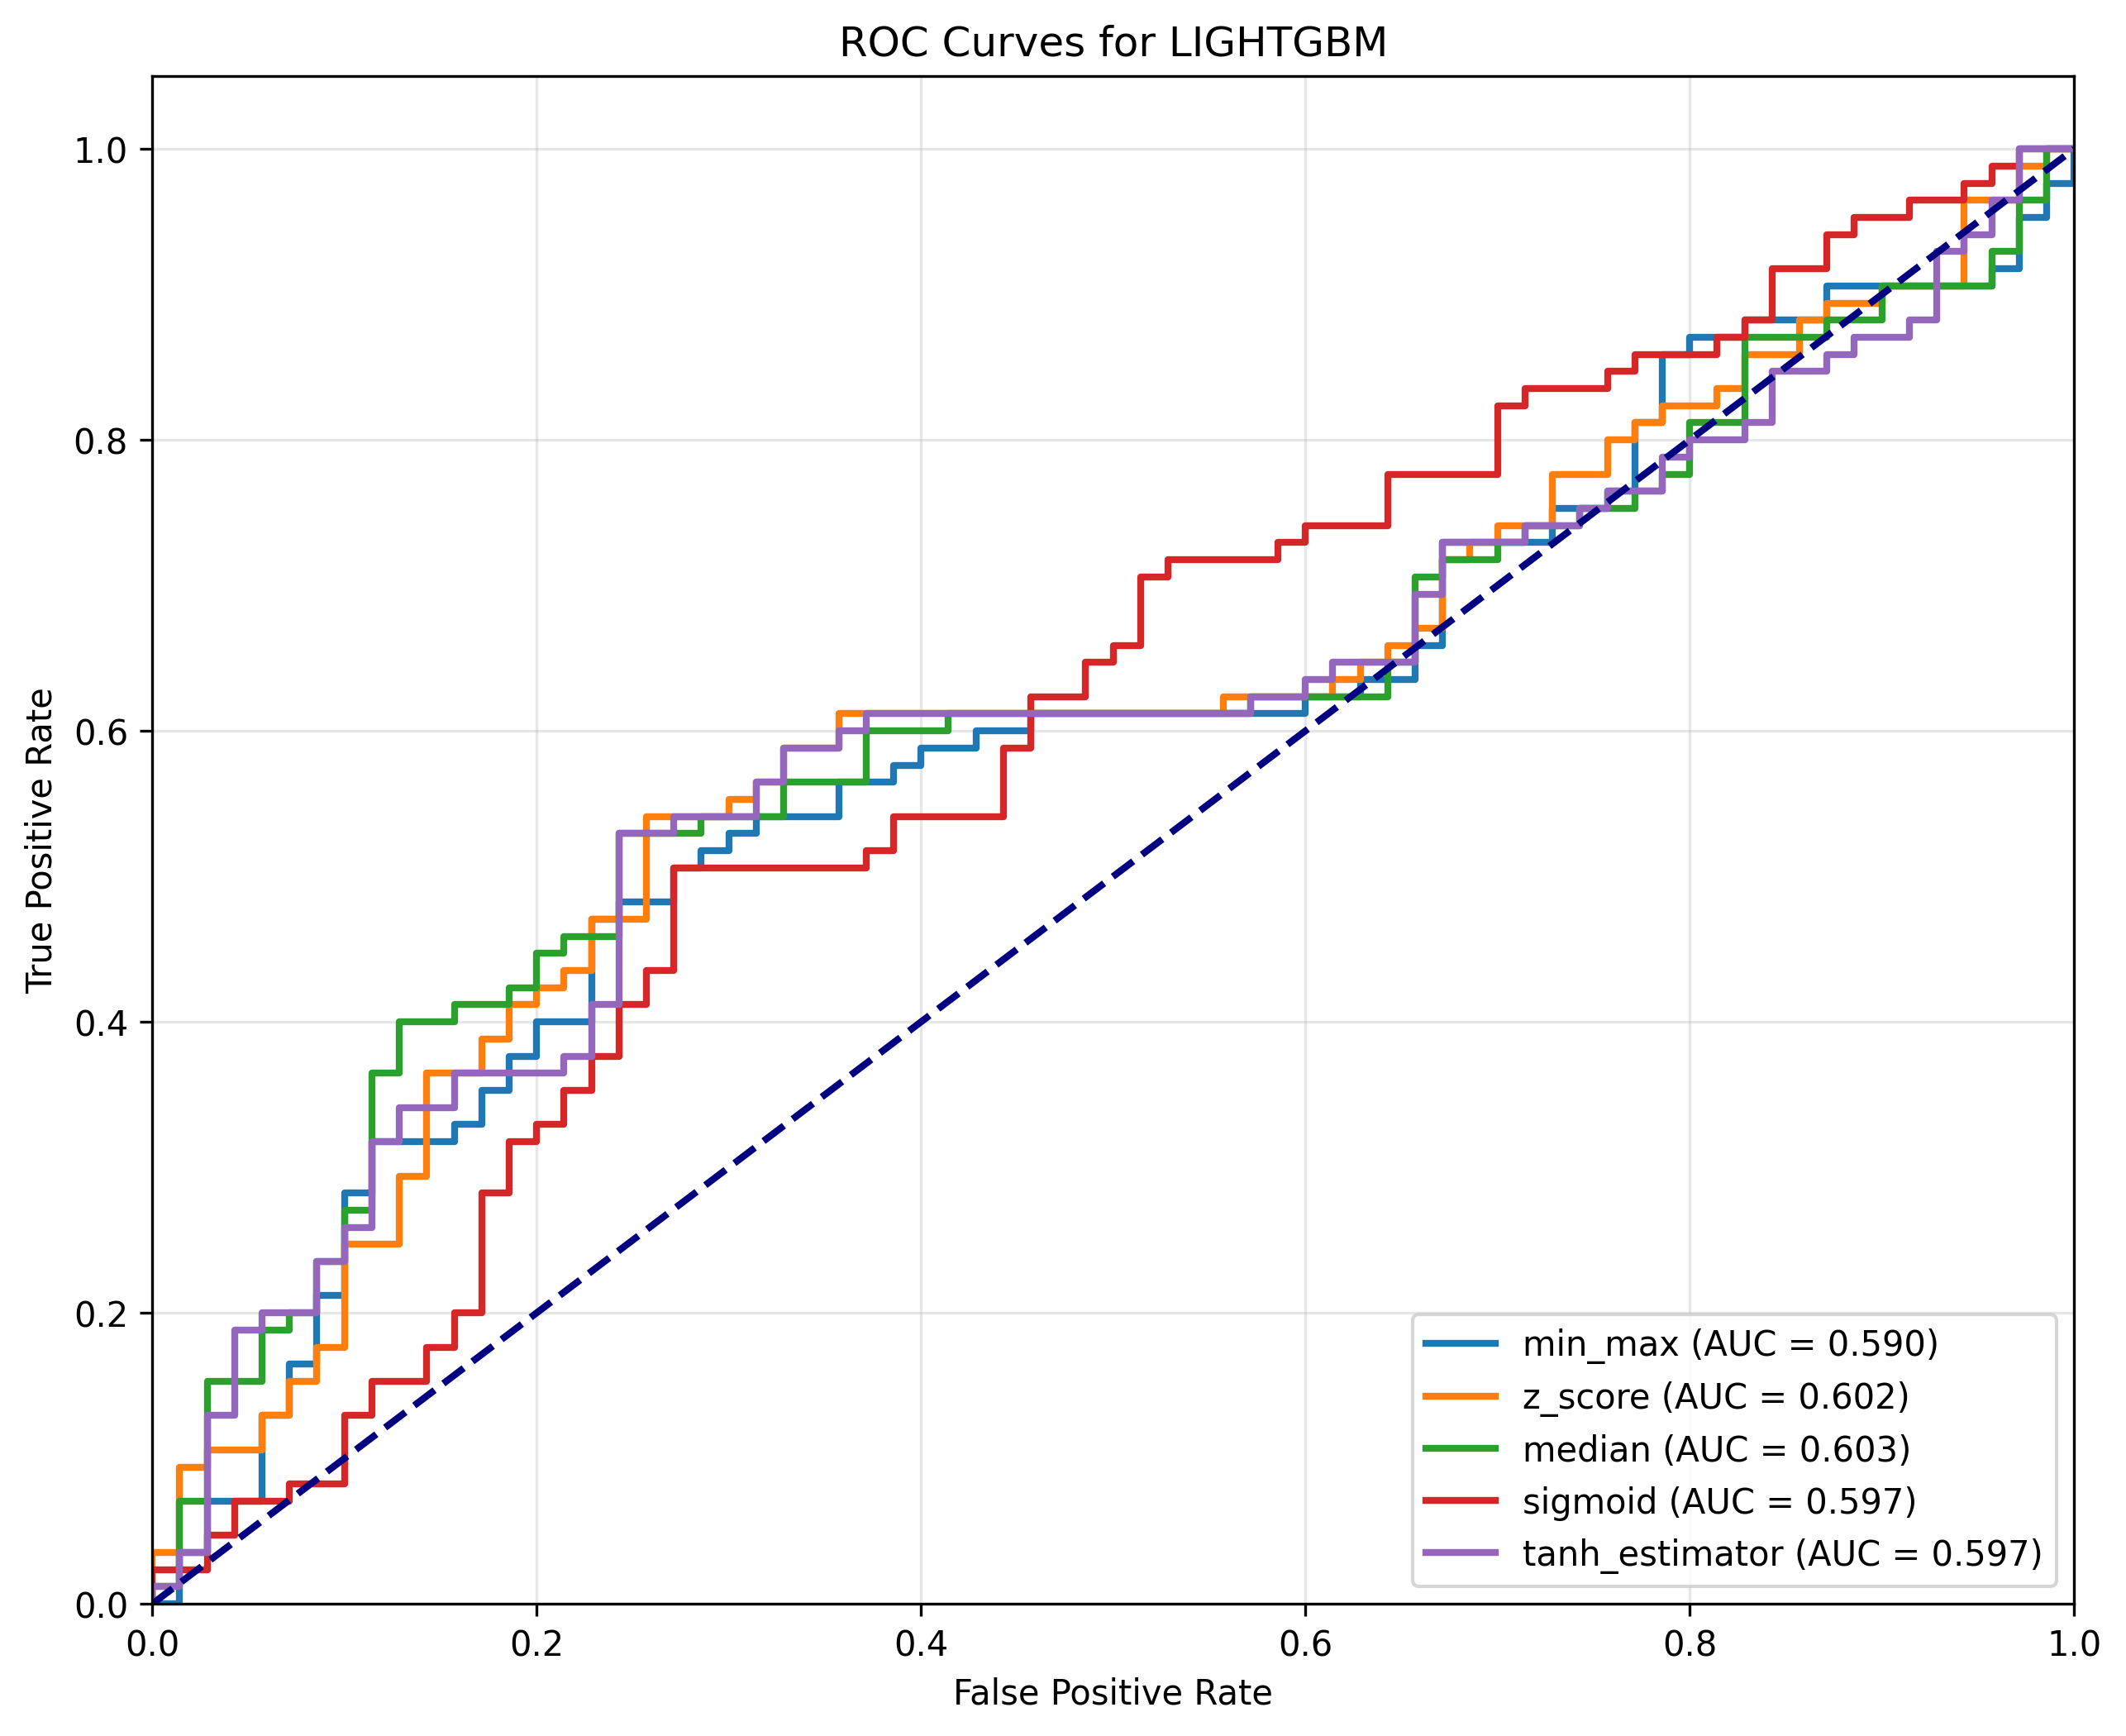 ROC Curves for LIGHTGBM
True Positive Rate
1.0
0.8
0.6
0.4
0.2
0.0
min_max (AUC = 0.590)
z_score (AUC = 0.602)
median (AUC = 0.603)
sigmoid (AUC = 0.597)
tanh_estimator (AUC = 0.597)
0.0 0.2 0.4 0.6 0.8 1.0
False Positive Rate